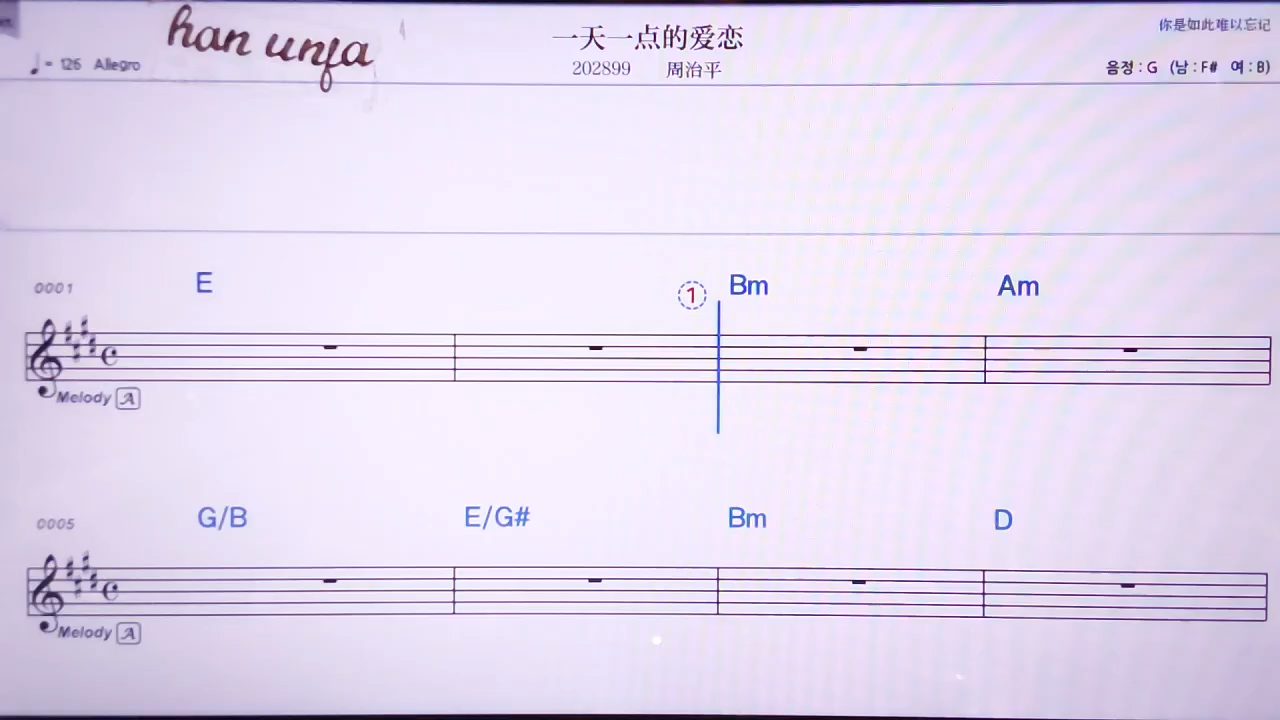 han unfa
一天一点的爱恋
你是如此难以忘记
♩= 126 Allegro
202899 周治平
음정 : G (남 : F# 여 : B)
0001 E ① Bm Am
Melody A
0005 G/B E/G# Bm D
Melody A